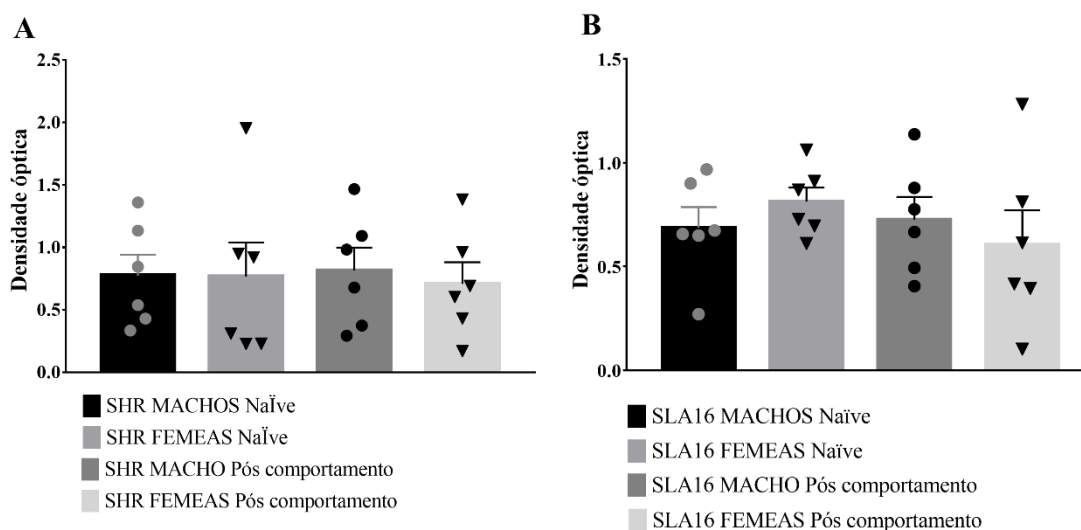 A
Densidade óptica
2.5
2.0
1.5
1.0
0.5
0.0
SHR MACHOS NaÏve
SHR FEMEAS NaÏve
SHR MACHO Pós comportamento
SHR FEMEAS Pós comportamento
B
Densidade óptica
1.5
1.0
0.5
0.0
SLA16 MACHOS Naïve
SLA16 FEMEAS Naïve
SLA16 MACHO Pós comportamento
SLA16 FEMEAS Pós comportamento